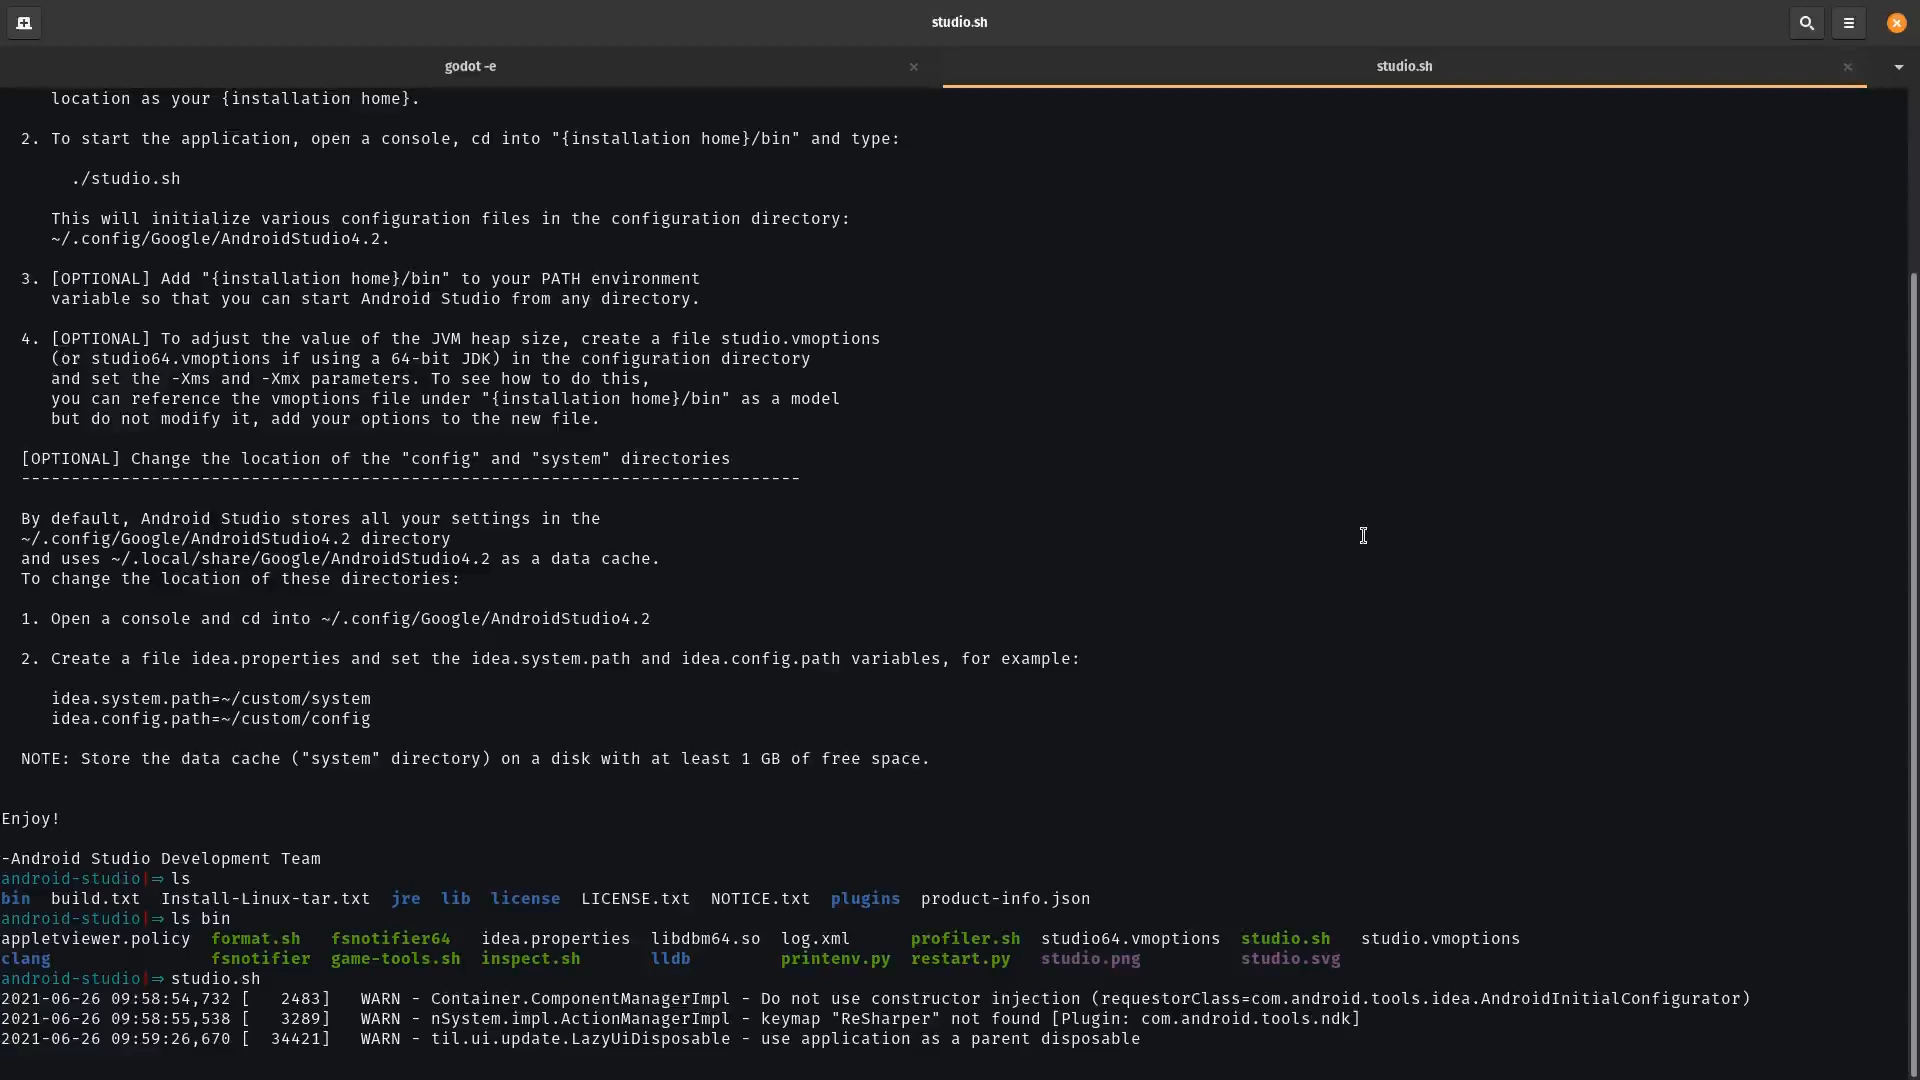 studio.sh
godot -e
studio.sh
location as your {installation home}.
2. To start the application, open a console, cd into "{installation home}/bin" and type:
./studio.sh
This will initialize various configuration files in the configuration directory:
~/.config/Google/AndroidStudio4.2.
3. [OPTIONAL] Add "{installation home}/bin" to your PATH environment
variable so that you can start Android Studio from any directory.
4. [OPTIONAL] To adjust the value of the JVM heap size, create a file studio.vmoptions
(or studio64.vmoptions if using a 64-bit JDK) in the configuration directory
and set the -Xms and -Xmx parameters. To see how to do this,
you can reference the vmoptions file under "{installation home}/bin" as a model
but do not modify it, add your options to the new file.
[OPTIONAL] Change the location of the "config" and "system" directories
------------------------------------------------------------------------------
By default, Android Studio stores all your settings in the
~/.config/Google/AndroidStudio4.2 directory
and uses ~/.local/share/Google/AndroidStudio4.2 as a data cache.
To change the location of these directories:
1. Open a console and cd into ~/.config/Google/AndroidStudio4.2
2. Create a file idea.properties and set the idea.system.path and idea.config.path variables, for example:
idea.system.path=~/custom/system
idea.config.path=~/custom/config
NOTE: Store the data cache ("system" directory) on a disk with at least 1 GB of free space.
Enjoy!
-Android Studio Development Team
android-studio|⇒ ls
bin build.txt Install-Linux-tar.txt jre lib license LICENSE.txt NOTICE.txt plugins product-info.json
android-studio|⇒ ls bin
appletviewer.policy format.sh fsnotifier64 idea.properties libdbm64.so log.xml profiler.sh studio64.vmoptions studio.sh studio.vmoptions
clang fsnotifier game-tools.sh inspect.sh lldb printenv.py restart.py studio.png studio.svg
android-studio|⇒ studio.sh
2021-06-26 09:58:54,732 [   2483]   WARN - Container.ComponentManagerImpl - Do not use constructor injection (requestorClass=com.android.tools.idea.AndroidInitialConfigurator)
2021-06-26 09:58:55,538 [   3289]   WARN - nSystem.impl.ActionManagerImpl - keymap "ReSharper" not found [Plugin: com.android.tools.ndk]
2021-06-26 09:59:26,670 [  34421]   WARN - til.ui.update.LazyUiDisposable - use application as a parent disposable